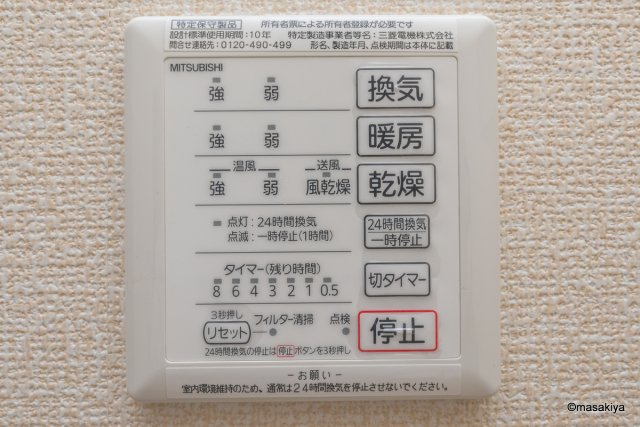 特定保守製品 所有者票による所有者登録が必要です
設計標準使用期間：10年 特定製造事業者等名：三菱電機株式会社
問合せ連絡先：0120-490-499 形名、製造年月、点検期間は本体に記載
MITSUBISHI
強 弱 換気
強 弱 暖房
温風 送風
強 弱 風乾燥 乾燥
点灯：24時間換気
点滅：一時停止(1時間)
24時間換気
一時停止
タイマー(残り時間)
8 6 4 3 2 1 0.5
切タイマー
3秒押し
リセット フィルター清掃 点検
停止
24時間換気の停止は停止ボタンを3秒押し
－お願い－
室内環境維持のため、通常は24時間換気を停止させないでください。
©masakiya